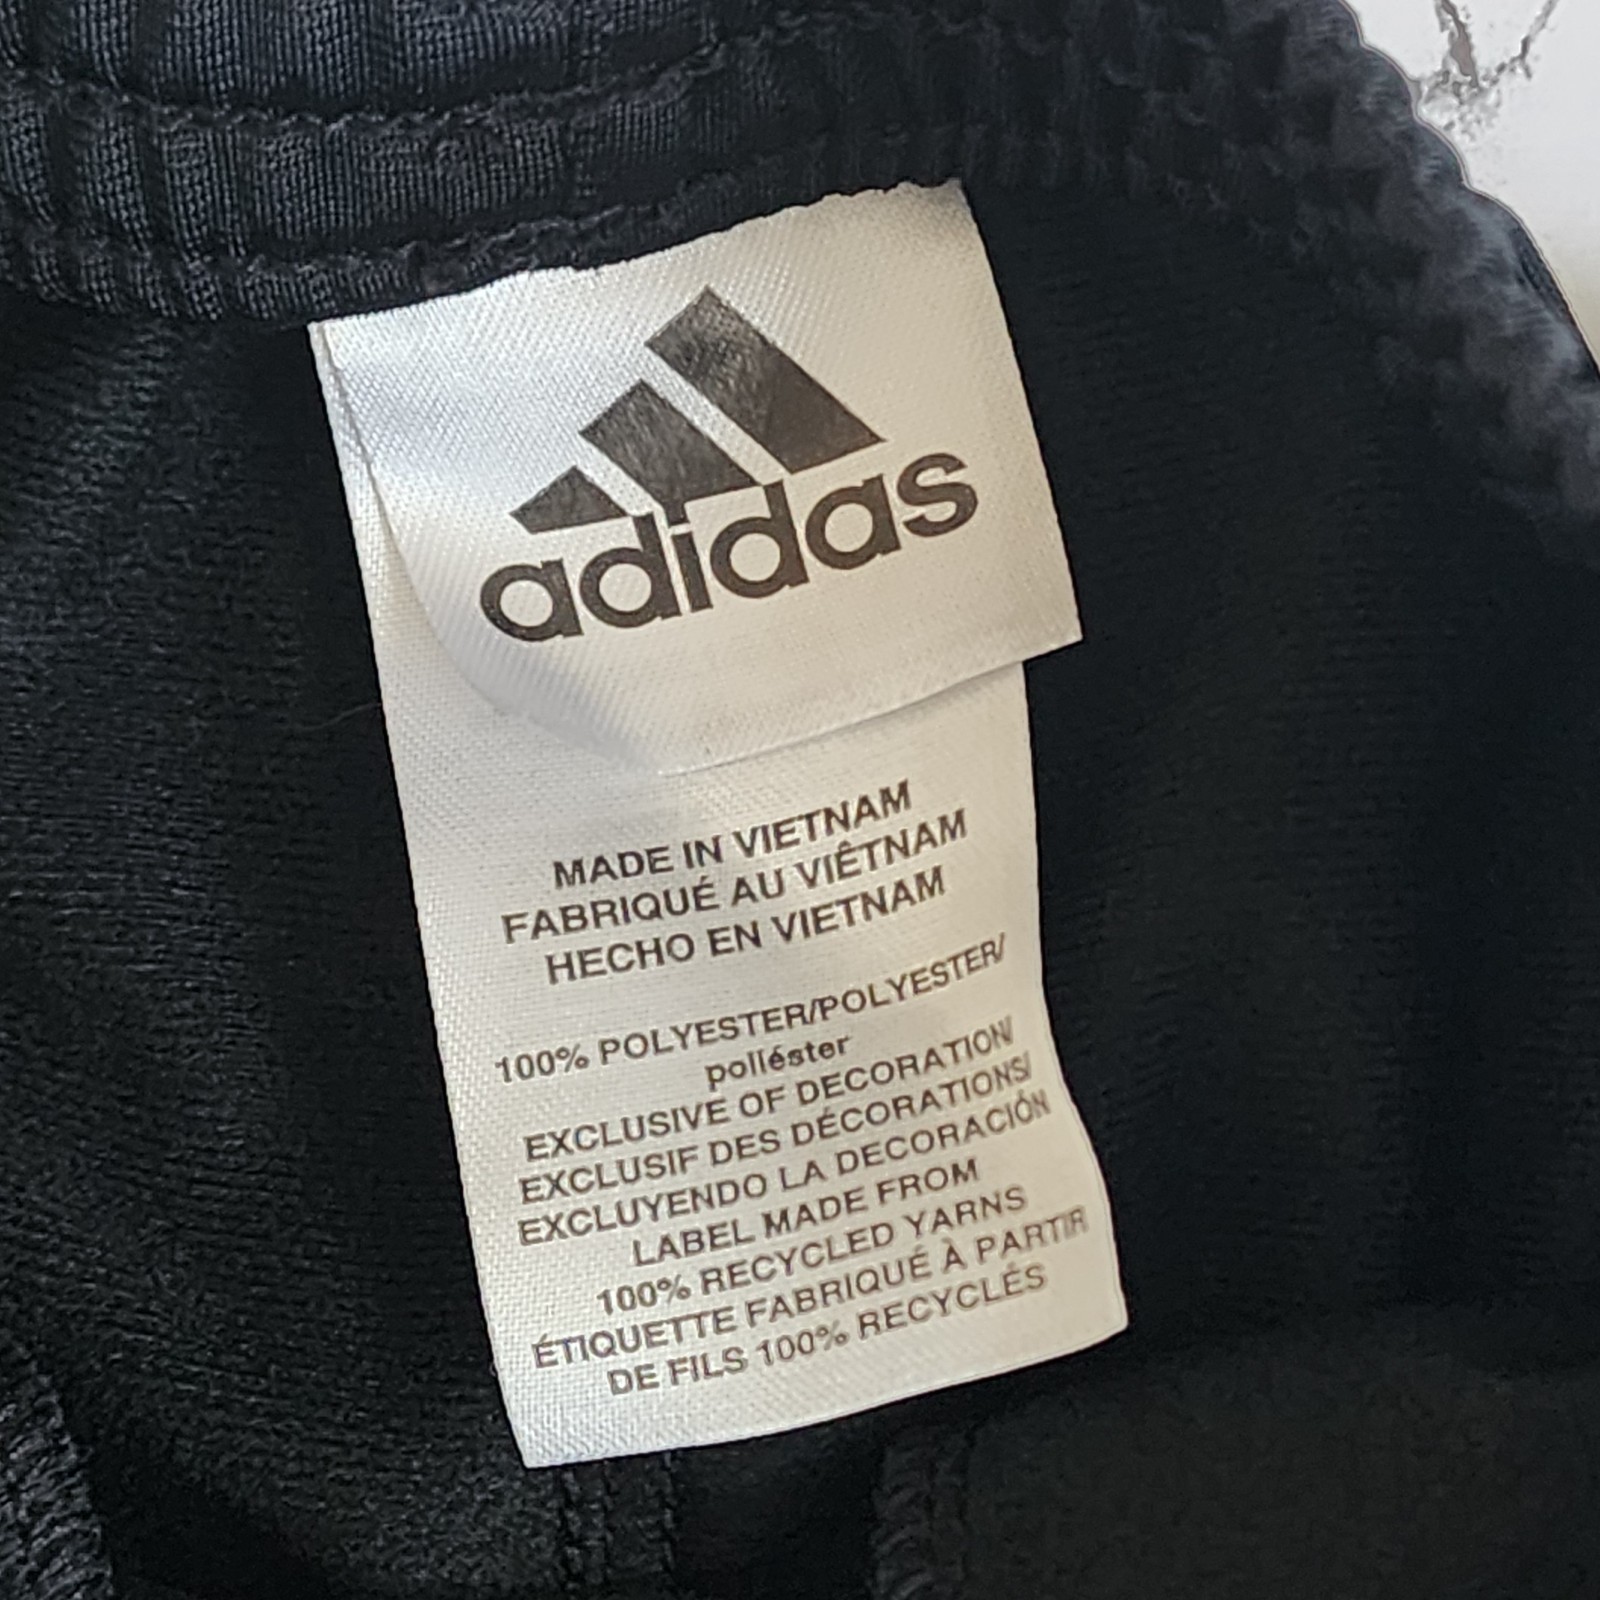 adidas
MADE IN VIETNAM
FABRIQUÉ AU VIÊTNAM
HECHO EN VIETNAM
100% POLYESTER/POLYESTER/
poliéster
EXCLUSIVE OF DECORATION/
EXCLUSIF DES DÉCORATIONS/
EXCLUYENDO LA DECORACIÓN
LABEL MADE FROM
100% RECYCLED YARNS
ÉTIQUETTE FABRIQUÉ À PARTIR
DE FILS 100% RECYCLÉS